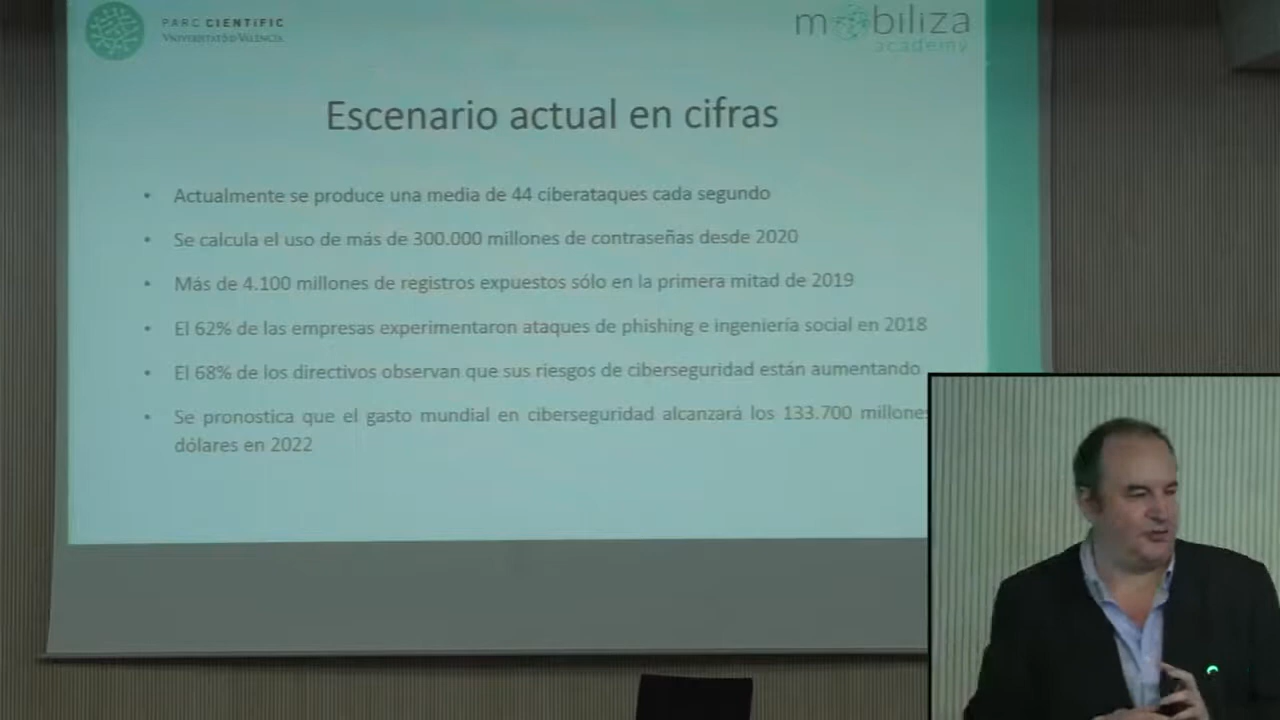 PARC CIENTÍFIC
VNIVERSITAT D VALÈNCIA
mobiliza
academy
Escenario actual en cifras
• Actualmente se produce una media de 44 ciberataques cada segundo
• Se calcula el uso de más de 300.000 millones de contraseñas desde 2020
• Más de 4.100 millones de registros expuestos sólo en la primera mitad de 2019
• El 62% de las empresas experimentaron ataques de phishing e ingeniería social en 2018
• El 68% de los directivos observan que sus riesgos de ciberseguridad están aumentando
• Se pronostica que el gasto mundial en ciberseguridad alcanzará los 133.700 millones
dólares en 2022